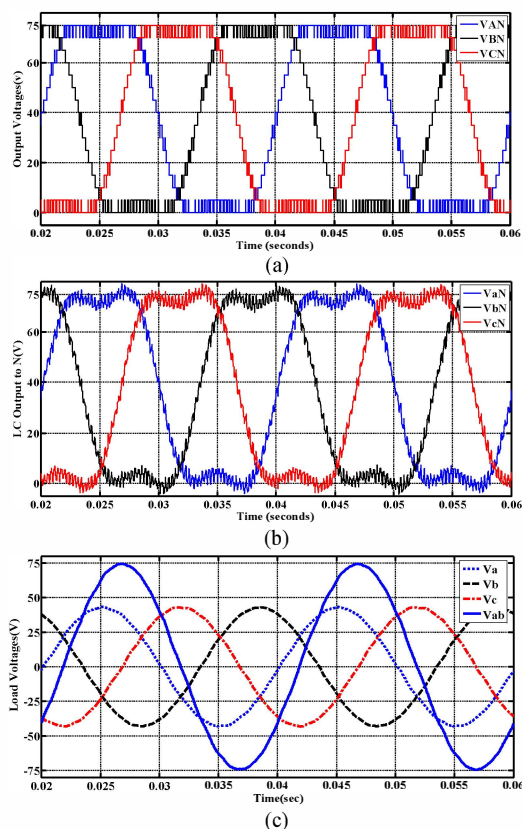 (a)
Output Voltages(v)
75
60
40
25
0
VAN
VBN
VCN
0.02 0.025 0.03 0.035 0.04 0.045 0.05 0.055 0.06
Time (seconds)
(a)
LC Output to N(V)
75
60
40
20
0
VaN
VbN
VcN
0.02 0.025 0.03 0.035 0.04 0.045 0.05 0.055 0.06
Time (seconds)
(b)
Load Voltages(V)
75
50
25
0
-25
-50
-75
Va
Vb
Vc
Vab
0.02 0.025 0.03 0.035 0.04 0.045 0.05 0.055 0.06
Time(sec)
(c)